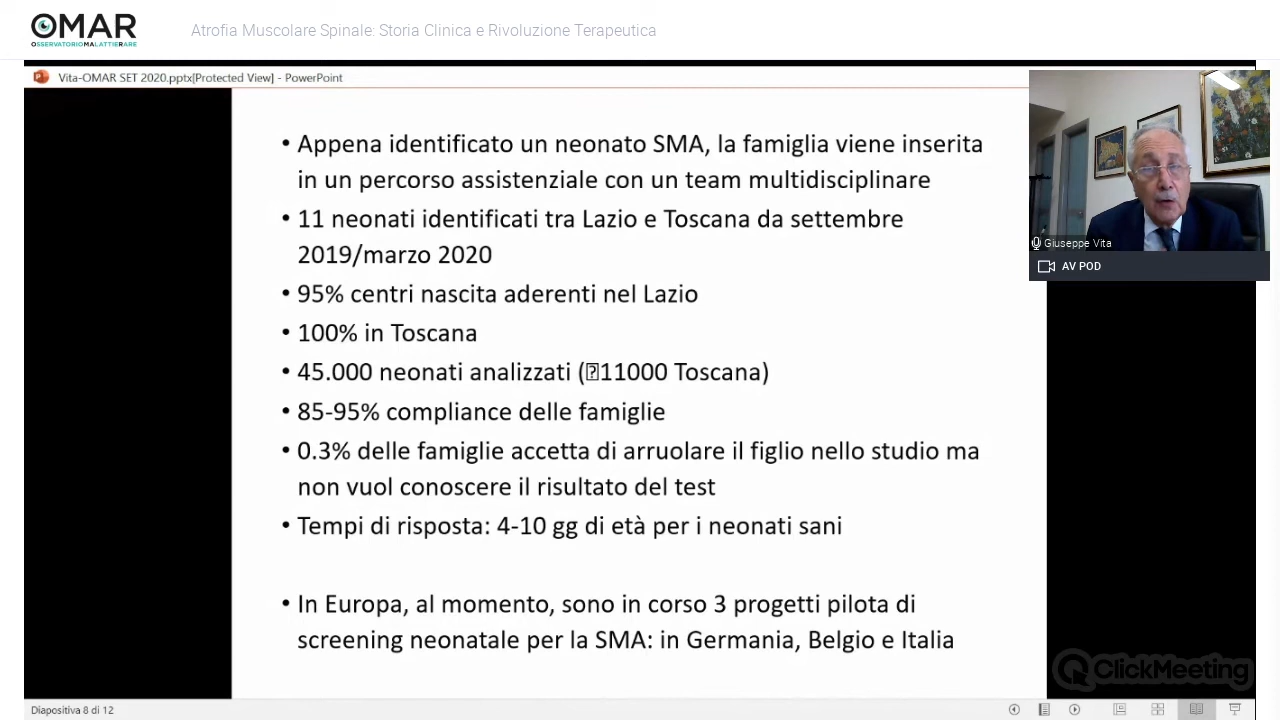 OMAR
OSSERVATORIOMALATTIERARE
Atrofia Muscolare Spinale: Storia Clinica e Rivoluzione Terapeutica
Vita-OMAR SET 2020.pptx[Protected View] - PowerPoint
• Appena identificato un neonato SMA, la famiglia viene inserita
in un percorso assistenziale con un team multidisciplinare
• 11 neonati identificati tra Lazio e Toscana da settembre
2019/marzo 2020
• 95% centri nascita aderenti nel Lazio
• 100% in Toscana
• 45.000 neonati analizzati (⍰11000 Toscana)
• 85-95% compliance delle famiglie
• 0.3% delle famiglie accetta di arruolare il figlio nello studio ma
non vuol conoscere il risultato del test
• Tempi di risposta: 4-10 gg di età per i neonati sani
• In Europa, al momento, sono in corso 3 progetti pilota di
screening neonatale per la SMA: in Germania, Belgio e Italia
Giuseppe Vita
AV POD
ClickMeeting
Diapositiva 8 di 12